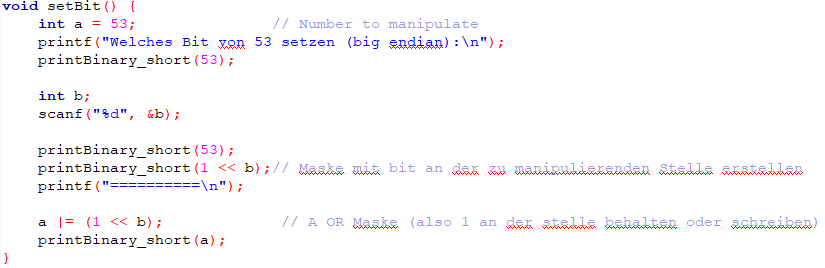 void setBit() {
int a = 53; // Number to manipulate
printf("Welches Bit von 53 setzen (big endian):\n");
printBinary_short(53);
int b;
scanf("%d", &b);
printBinary_short(53);
printBinary_short(1 << b);// Maske mit bit an der zu manipulierenden Stelle erstellen
printf("==========\n");
a |= (1 << b); // A OR Maske (also 1 an der stelle behalten oder schreiben)
printBinary_short(a);
}